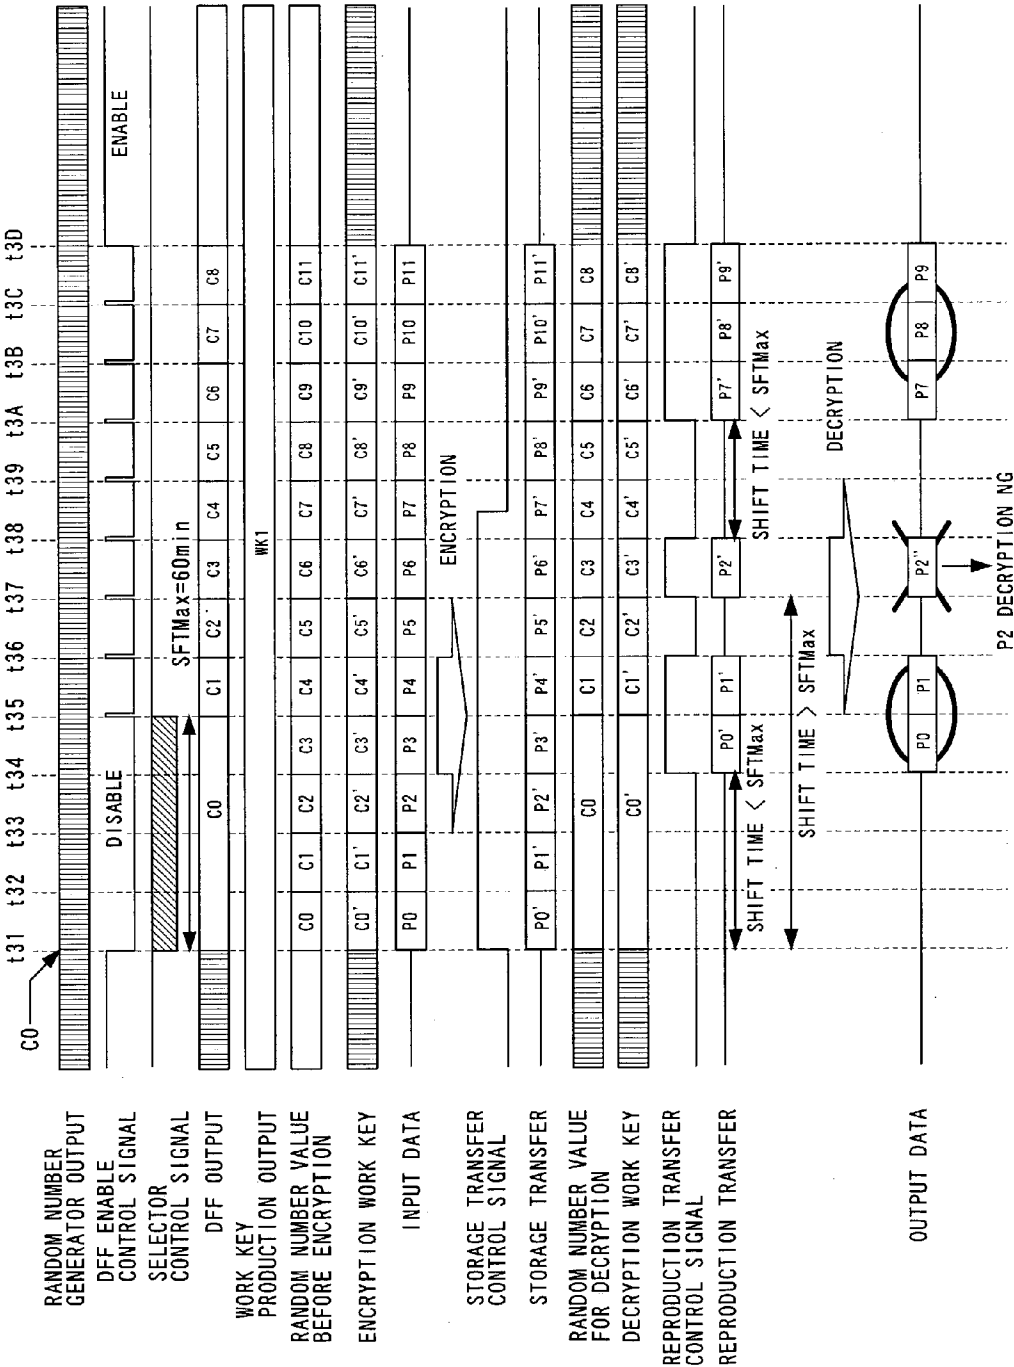 t31 t32 t33 t34 t35 t36 t37 t38 t39 t3A t3B t3C t3D
C0
RANDOM NUMBER
GENERATOR OUTPUT
DFF ENABLE
CONTROL SIGNAL
DISABLE
ENABLE
SELECTOR
CONTROL SIGNAL
SFTMax=60min
DFF OUTPUT
C0 C1 C2 C3 C4 C5 C6 C7 C8
WORK KEY
PRODUCTION OUTPUT
WK1
RANDOM NUMBER VALUE
BEFORE ENCRYPTION
C0 C1 C2 C3 C4 C5 C6 C7 C8 C9 C10 C11
ENCRYPTION WORK KEY
C0' C1' C2' C3' C4' C5' C6' C7' C8' C9' C10' C11'
INPUT DATA
P0 P1 P2 P3 P4 P5 P6 P7 P8 P9 P10 P11
ENCRYPTION
STORAGE TRANSFER
CONTROL SIGNAL
STORAGE TRANSFER
P0' P1' P2' P3' P4' P5' P6' P7' P8' P9' P10' P11'
RANDOM NUMBER VALUE
FOR DECRYPTION
C0 C1 C2 C3 C4 C5 C6 C7 C8
DECRYPTION WORK KEY
C0' C1' C2' C3' C4' C5' C6' C7' C8'
REPRODUCTION TRANSFER
CONTROL SIGNAL
REPRODUCTION TRANSFER
P0' P1' P2' P7' P8' P9'
SHIFT TIME < SFTMax
SHIFT TIME < SFTMax
SHIFT TIME > SFTMax
DECRYPTION
OUTPUT DATA
P0 P1 P2'' P7 P8 P9
P2 DECRYPTION NG